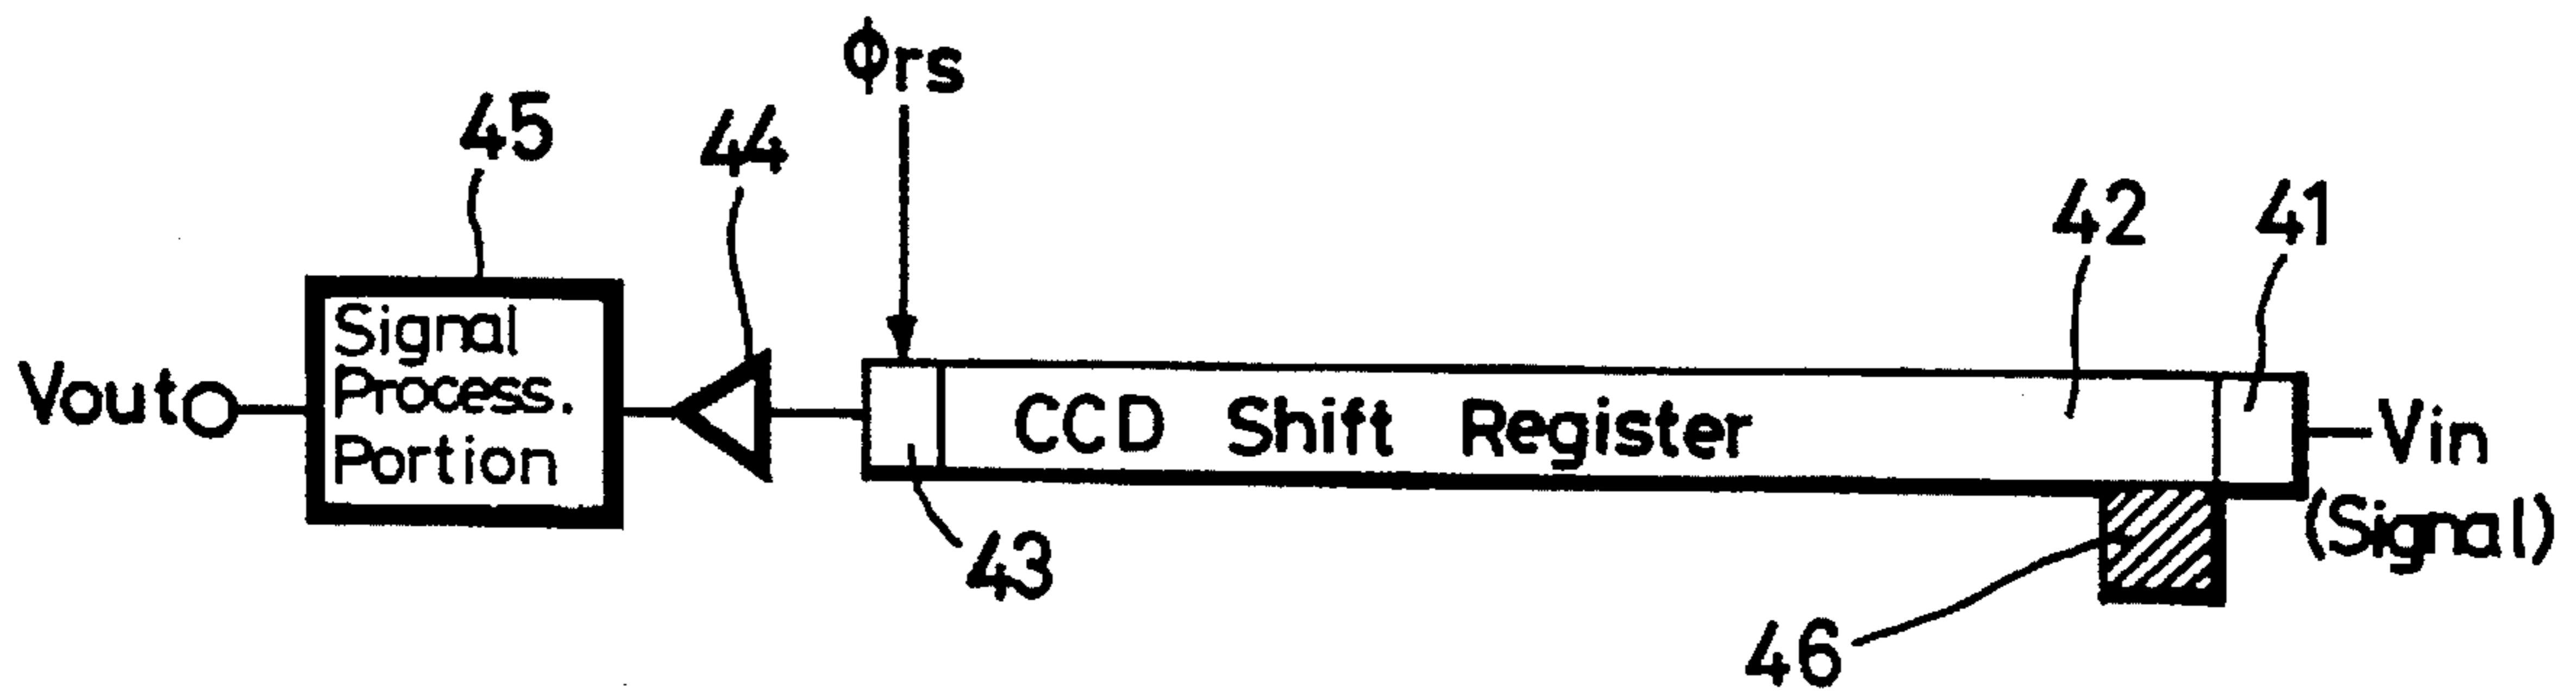 ϕrs
45
44
42
41
Signal
Process.
Portion
Vout
CCD Shift Register
Vin
(Signal)
43
46